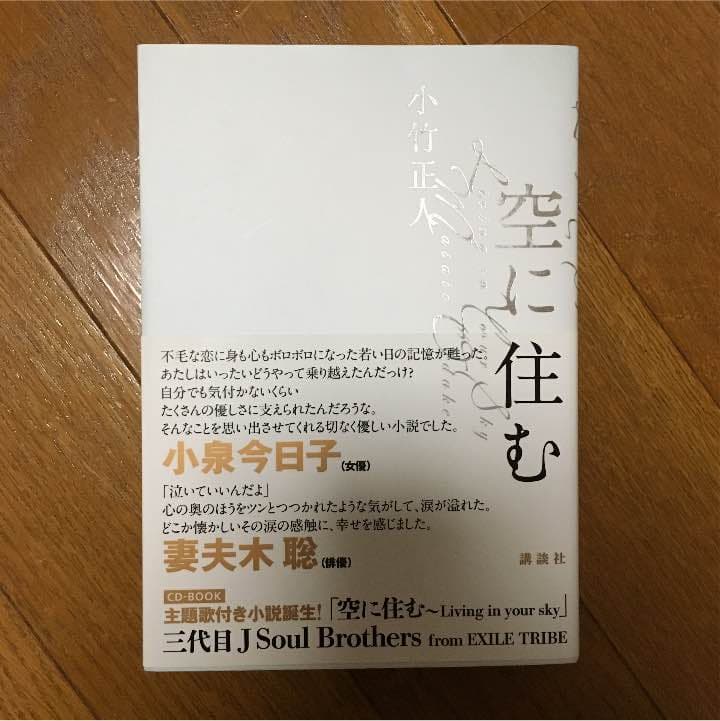 小竹正人
空に住む
Living in Your Sky
Masato Odake
不毛な恋に身も心もボロボロになった若い日の記憶が甦った。
あたしはいったいどうやって乗り越えたんだっけ?
自分でも気付かないくらい
たくさんの優しさに支えられたんだろうな。
そんなことを思い出させてくれる切なく優しい小説でした。
小泉今日子(女優)
「泣いていいんだよ」
心の奥のほうをツンとつつかれたような気がして、涙が溢れた。
どこか懐かしいその涙の感触に、幸せを感じました。
妻夫木 聡(俳優)
講談社
CD-BOOK
主題歌付き小説誕生!「空に住む~Living in your sky」
三代目 J Soul Brothers from EXILE TRIBE